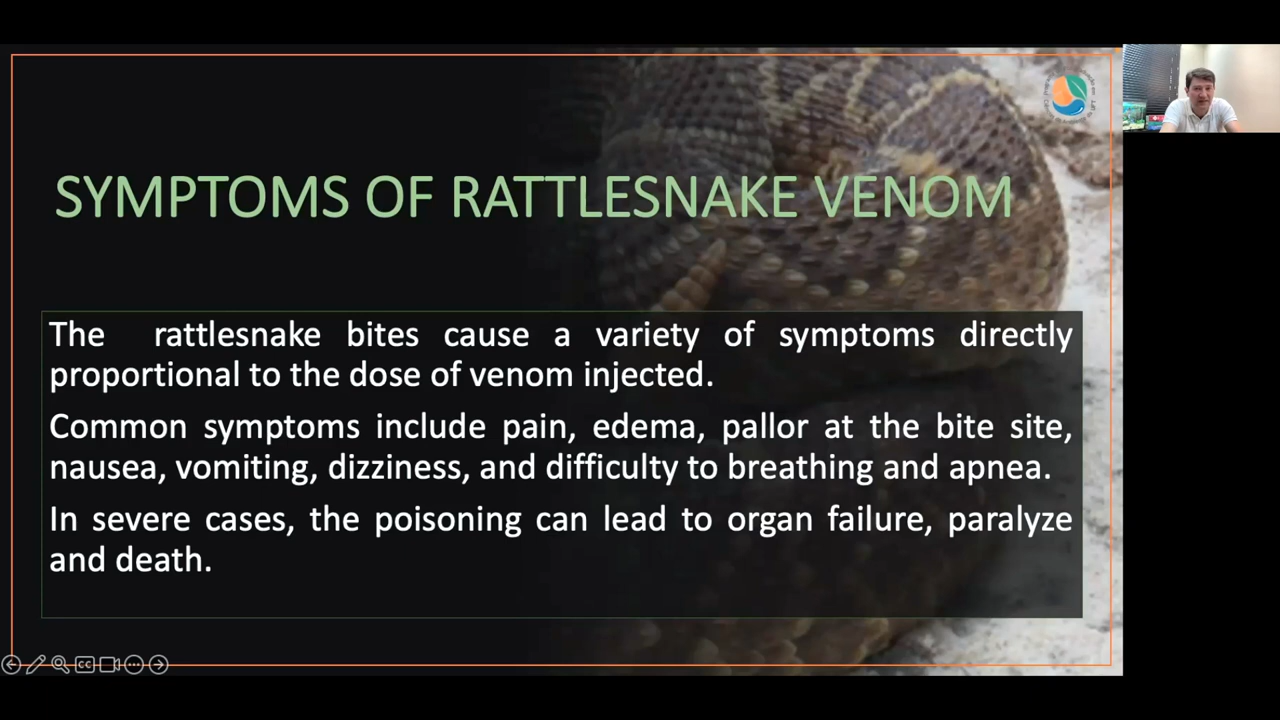 SYMPTOMS OF RATTLESNAKE VENOM
The rattlesnake bites cause a variety of symptoms directly
proportional to the dose of venom injected.
Common symptoms include pain, edema, pallor at the bite site,
nausea, vomiting, dizziness, and difficulty to breathing and apnea.
In severe cases, the poisoning can lead to organ failure, paralyze
and death.
CC